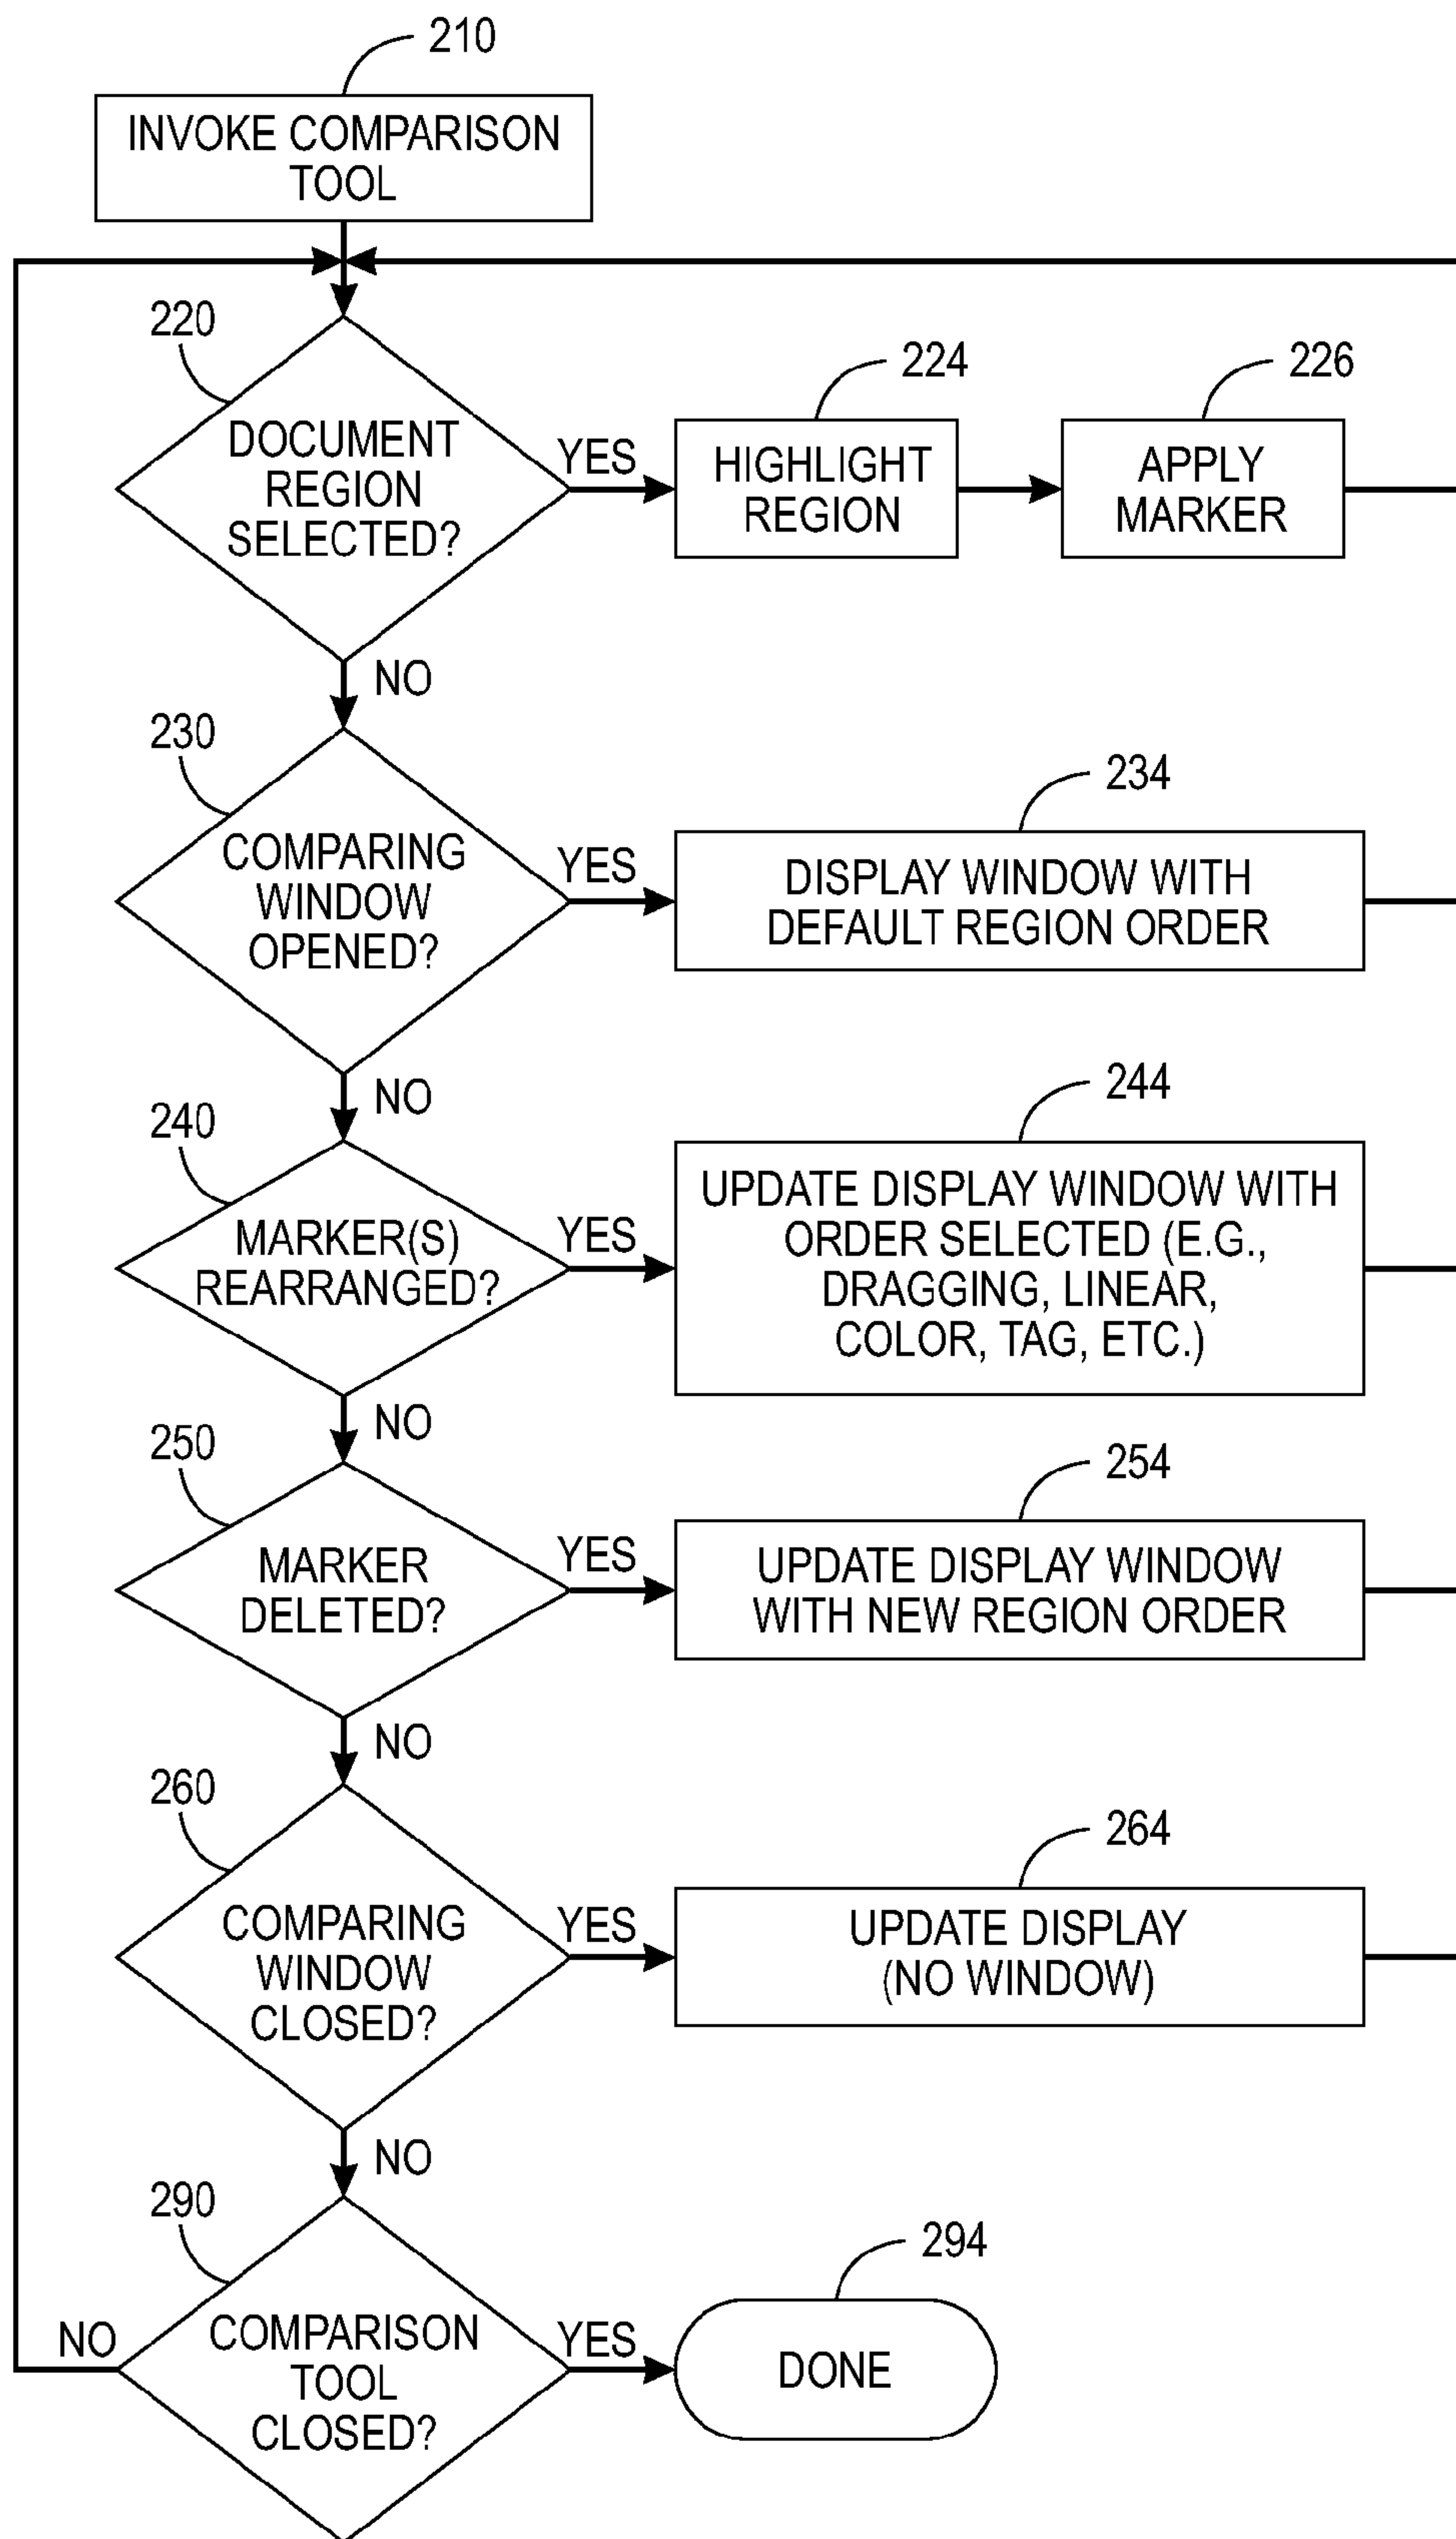 210
INVOKE COMPARISON
TOOL
220
DOCUMENT
REGION
SELECTED?
YES
224
HIGHLIGHT
REGION
226
APPLY
MARKER
NO
230
COMPARING
WINDOW
OPENED?
YES
234
DISPLAY WINDOW WITH
DEFAULT REGION ORDER
NO
240
MARKER(S)
REARRANGED?
YES
244
UPDATE DISPLAY WINDOW WITH
ORDER SELECTED (E.G.,
DRAGGING, LINEAR,
COLOR, TAG, ETC.)
NO
250
MARKER
DELETED?
YES
254
UPDATE DISPLAY WINDOW
WITH NEW REGION ORDER
NO
260
COMPARING
WINDOW
CLOSED?
YES
264
UPDATE DISPLAY
(NO WINDOW)
NO
290
COMPARISON
TOOL
CLOSED?
NO
YES
294
DONE